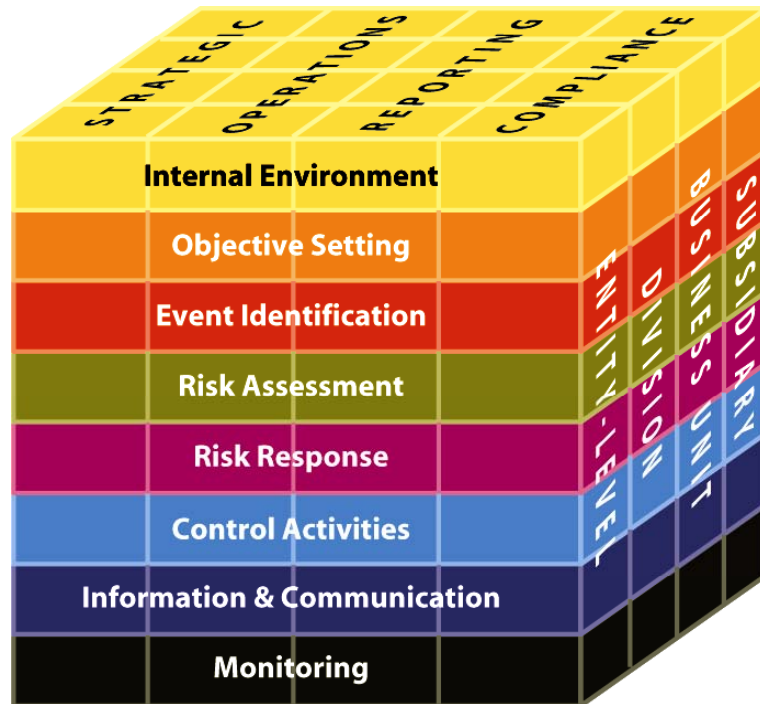 STRATEGIC
OPERATIONS
REPORTING
COMPLIANCE
Internal Environment
Objective Setting
Event Identification
Risk Assessment
Risk Response
Control Activities
Information & Communication
Monitoring
ENTITY-LEVEL
DIVISION
BUSINESS UNIT
SUBSIDIARY